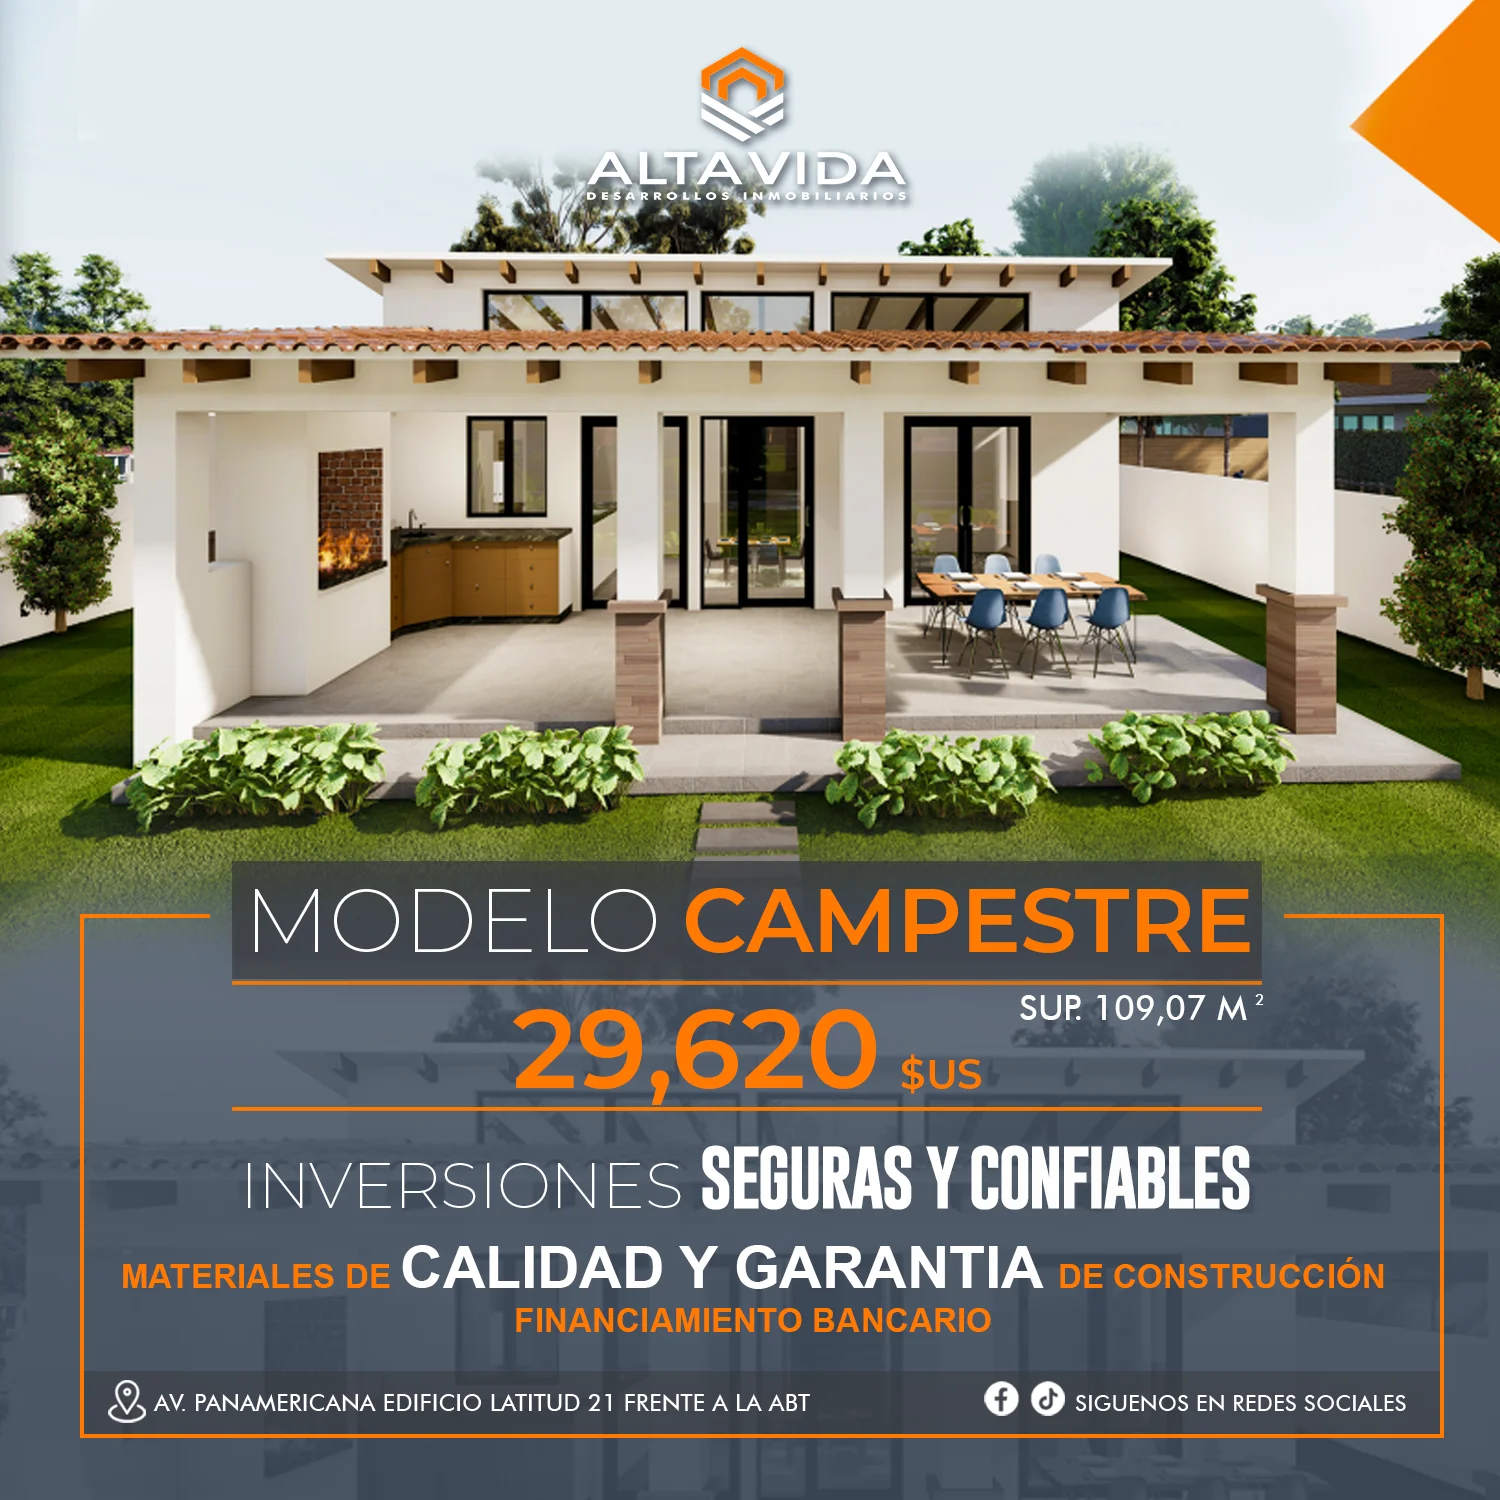 ALTAVIDA
DESARROLLOS INMOBILIARIOS
MODELO CAMPESTRE
SUP. 109,07 M²
29,620 $US
INVERSIONES SEGURAS Y CONFIABLES
MATERIALES DE CALIDAD Y GARANTIA DE CONSTRUCCIÓN
FINANCIAMIENTO BANCARIO
AV. PANAMERICANA EDIFICIO LATITUD 21 FRENTE A LA ABT
SIGUENOS EN REDES SOCIALES